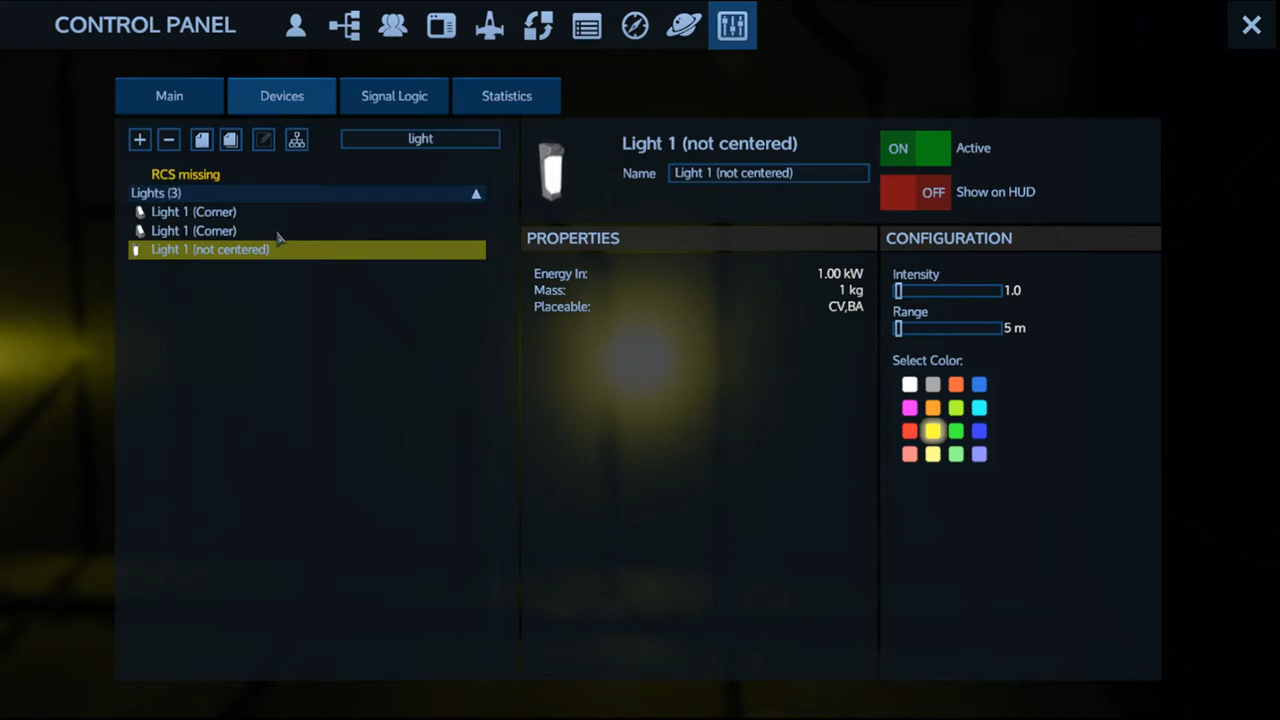 CONTROL PANEL
Main
Devices
Signal Logic
Statistics
light
RCS missing
Lights (3)
Light 1 (Corner)
Light 1 (Corner)
Light 1 (not centered)
Light 1 (not centered)
Name
Light 1 (not centered)
ON
Active
OFF
Show on HUD
PROPERTIES
Energy In: 1.00 kW
Mass: 1 kg
Placeable: CV,BA
CONFIGURATION
Intensity
1.0
Range
5 m
Select Color: